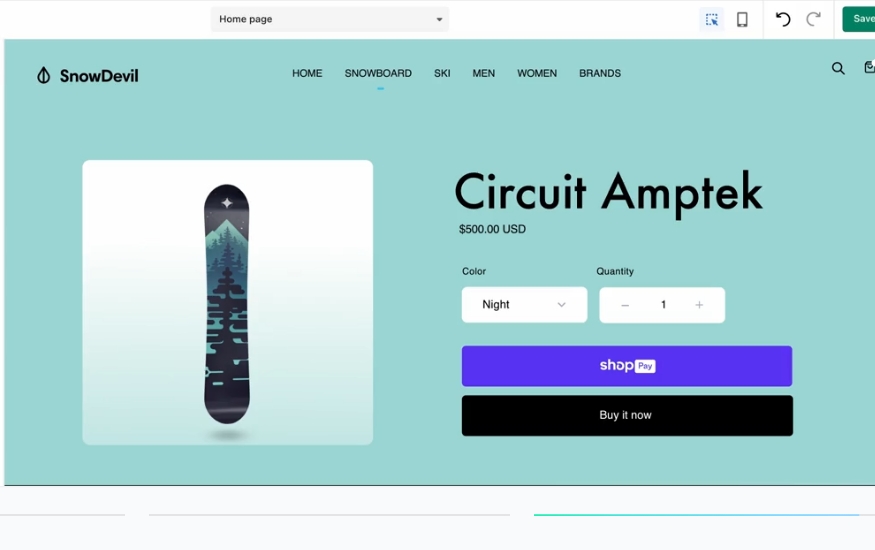 Home page
Save
SnowDevil
HOME SNOWBOARD SKI MEN WOMEN BRANDS
Circuit Amptek
$500.00 USD
Color Quantity
Night − 1 +
shop Pay
Buy it now